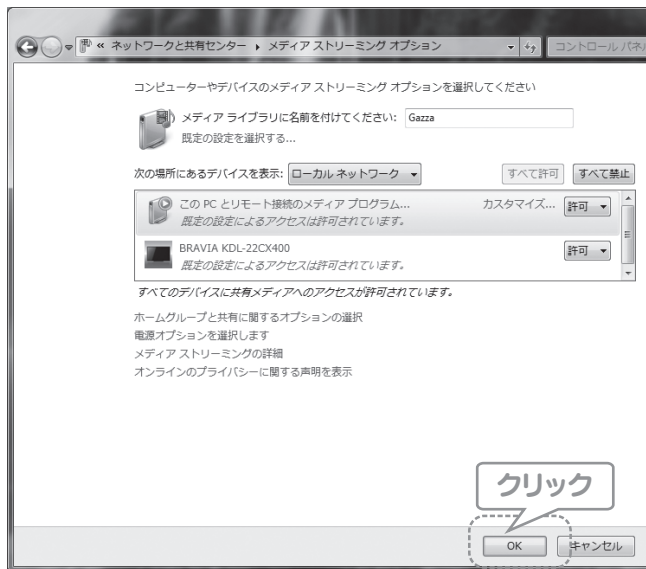 « ネットワークと共有センター ▸ メディア ストリーミング オプション
コントロール パネ
コンピューターやデバイスのメディア ストリーミング オプションを選択してください
メディア ライブラリに名前を付けてください: Gazza
既定の設定を選択する...
次の場所にあるデバイスを表示: ローカル ネットワーク すべて許可 すべて禁止
この PC とリモート接続のメディア プログラム... カスタマイズ... 許可
既定の設定によるアクセスは許可されています。
BRAVIA KDL-22CX400 許可
既定の設定によるアクセスは許可されています。
すべてのデバイスに共有メディアへのアクセスが許可されています。
ホームグループと共有に関するオプションの選択
電源オプションを選択します
メディア ストリーミングの詳細
オンラインのプライバシーに関する声明を表示
クリック
OK キャンセル